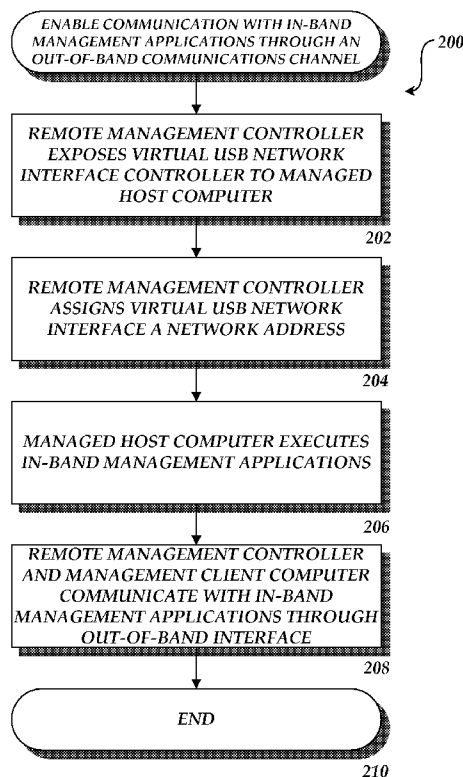 ENABLE COMMUNICATION WITH IN-BAND
MANAGEMENT APPLICATIONS THROUGH AN
OUT-OF-BAND COMMUNICATIONS CHANNEL
200
REMOTE MANAGEMENT CONTROLLER
EXPOSES VIRTUAL USB NETWORK
INTERFACE CONTROLLER TO MANAGED
HOST COMPUTER
202
REMOTE MANAGEMENT CONTROLLER
ASSIGNS VIRTUAL USB NETWORK
INTERFACE A NETWORK ADDRESS
204
MANAGED HOST COMPUTER EXECUTES
IN-BAND MANAGEMENT APPLICATIONS
206
REMOTE MANAGEMENT CONTROLLER
AND MANAGEMENT CLIENT COMPUTER
COMMUNICATE WITH IN-BAND
MANAGEMENT APPLICATIONS THROUGH
OUT-OF-BAND INTERFACE
208
END
210